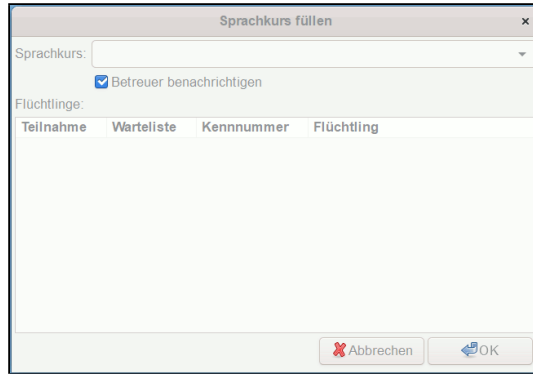 Sprachkurs füllen
Sprachkurs:
Betreuer benachrichtigen
Flüchtlinge:
Teilnahme Warteliste Kennnummer Flüchtling
Abbrechen OK